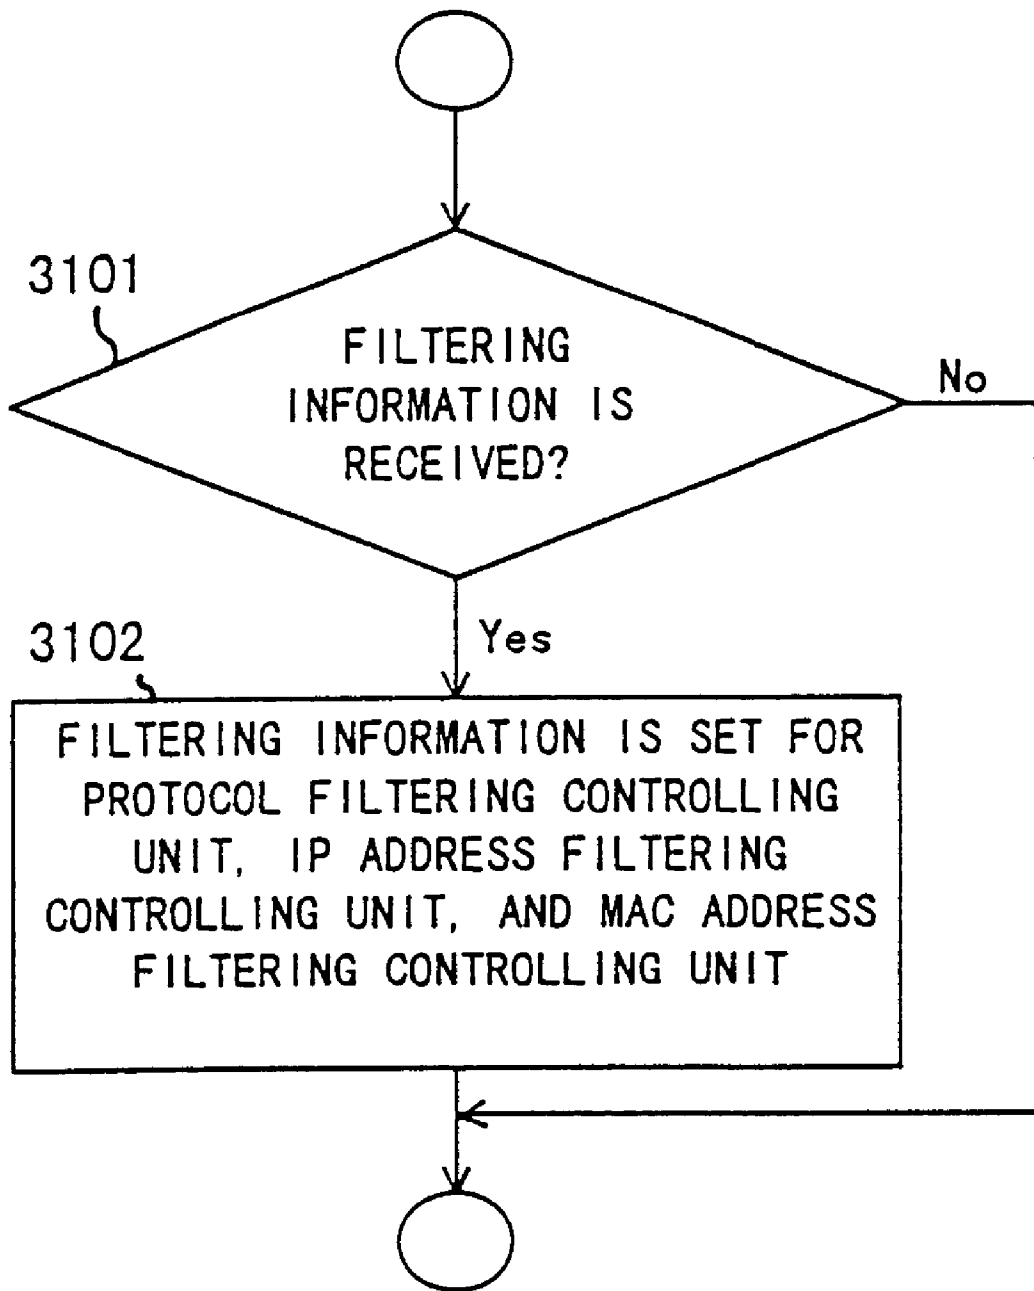 3101
FILTERING
INFORMATION IS
RECEIVED?
No
Yes
3102
FILTERING INFORMATION IS SET FOR
PROTOCOL FILTERING CONTROLLING
UNIT, IP ADDRESS FILTERING
CONTROLLING UNIT, AND MAC ADDRESS
FILTERING CONTROLLING UNIT